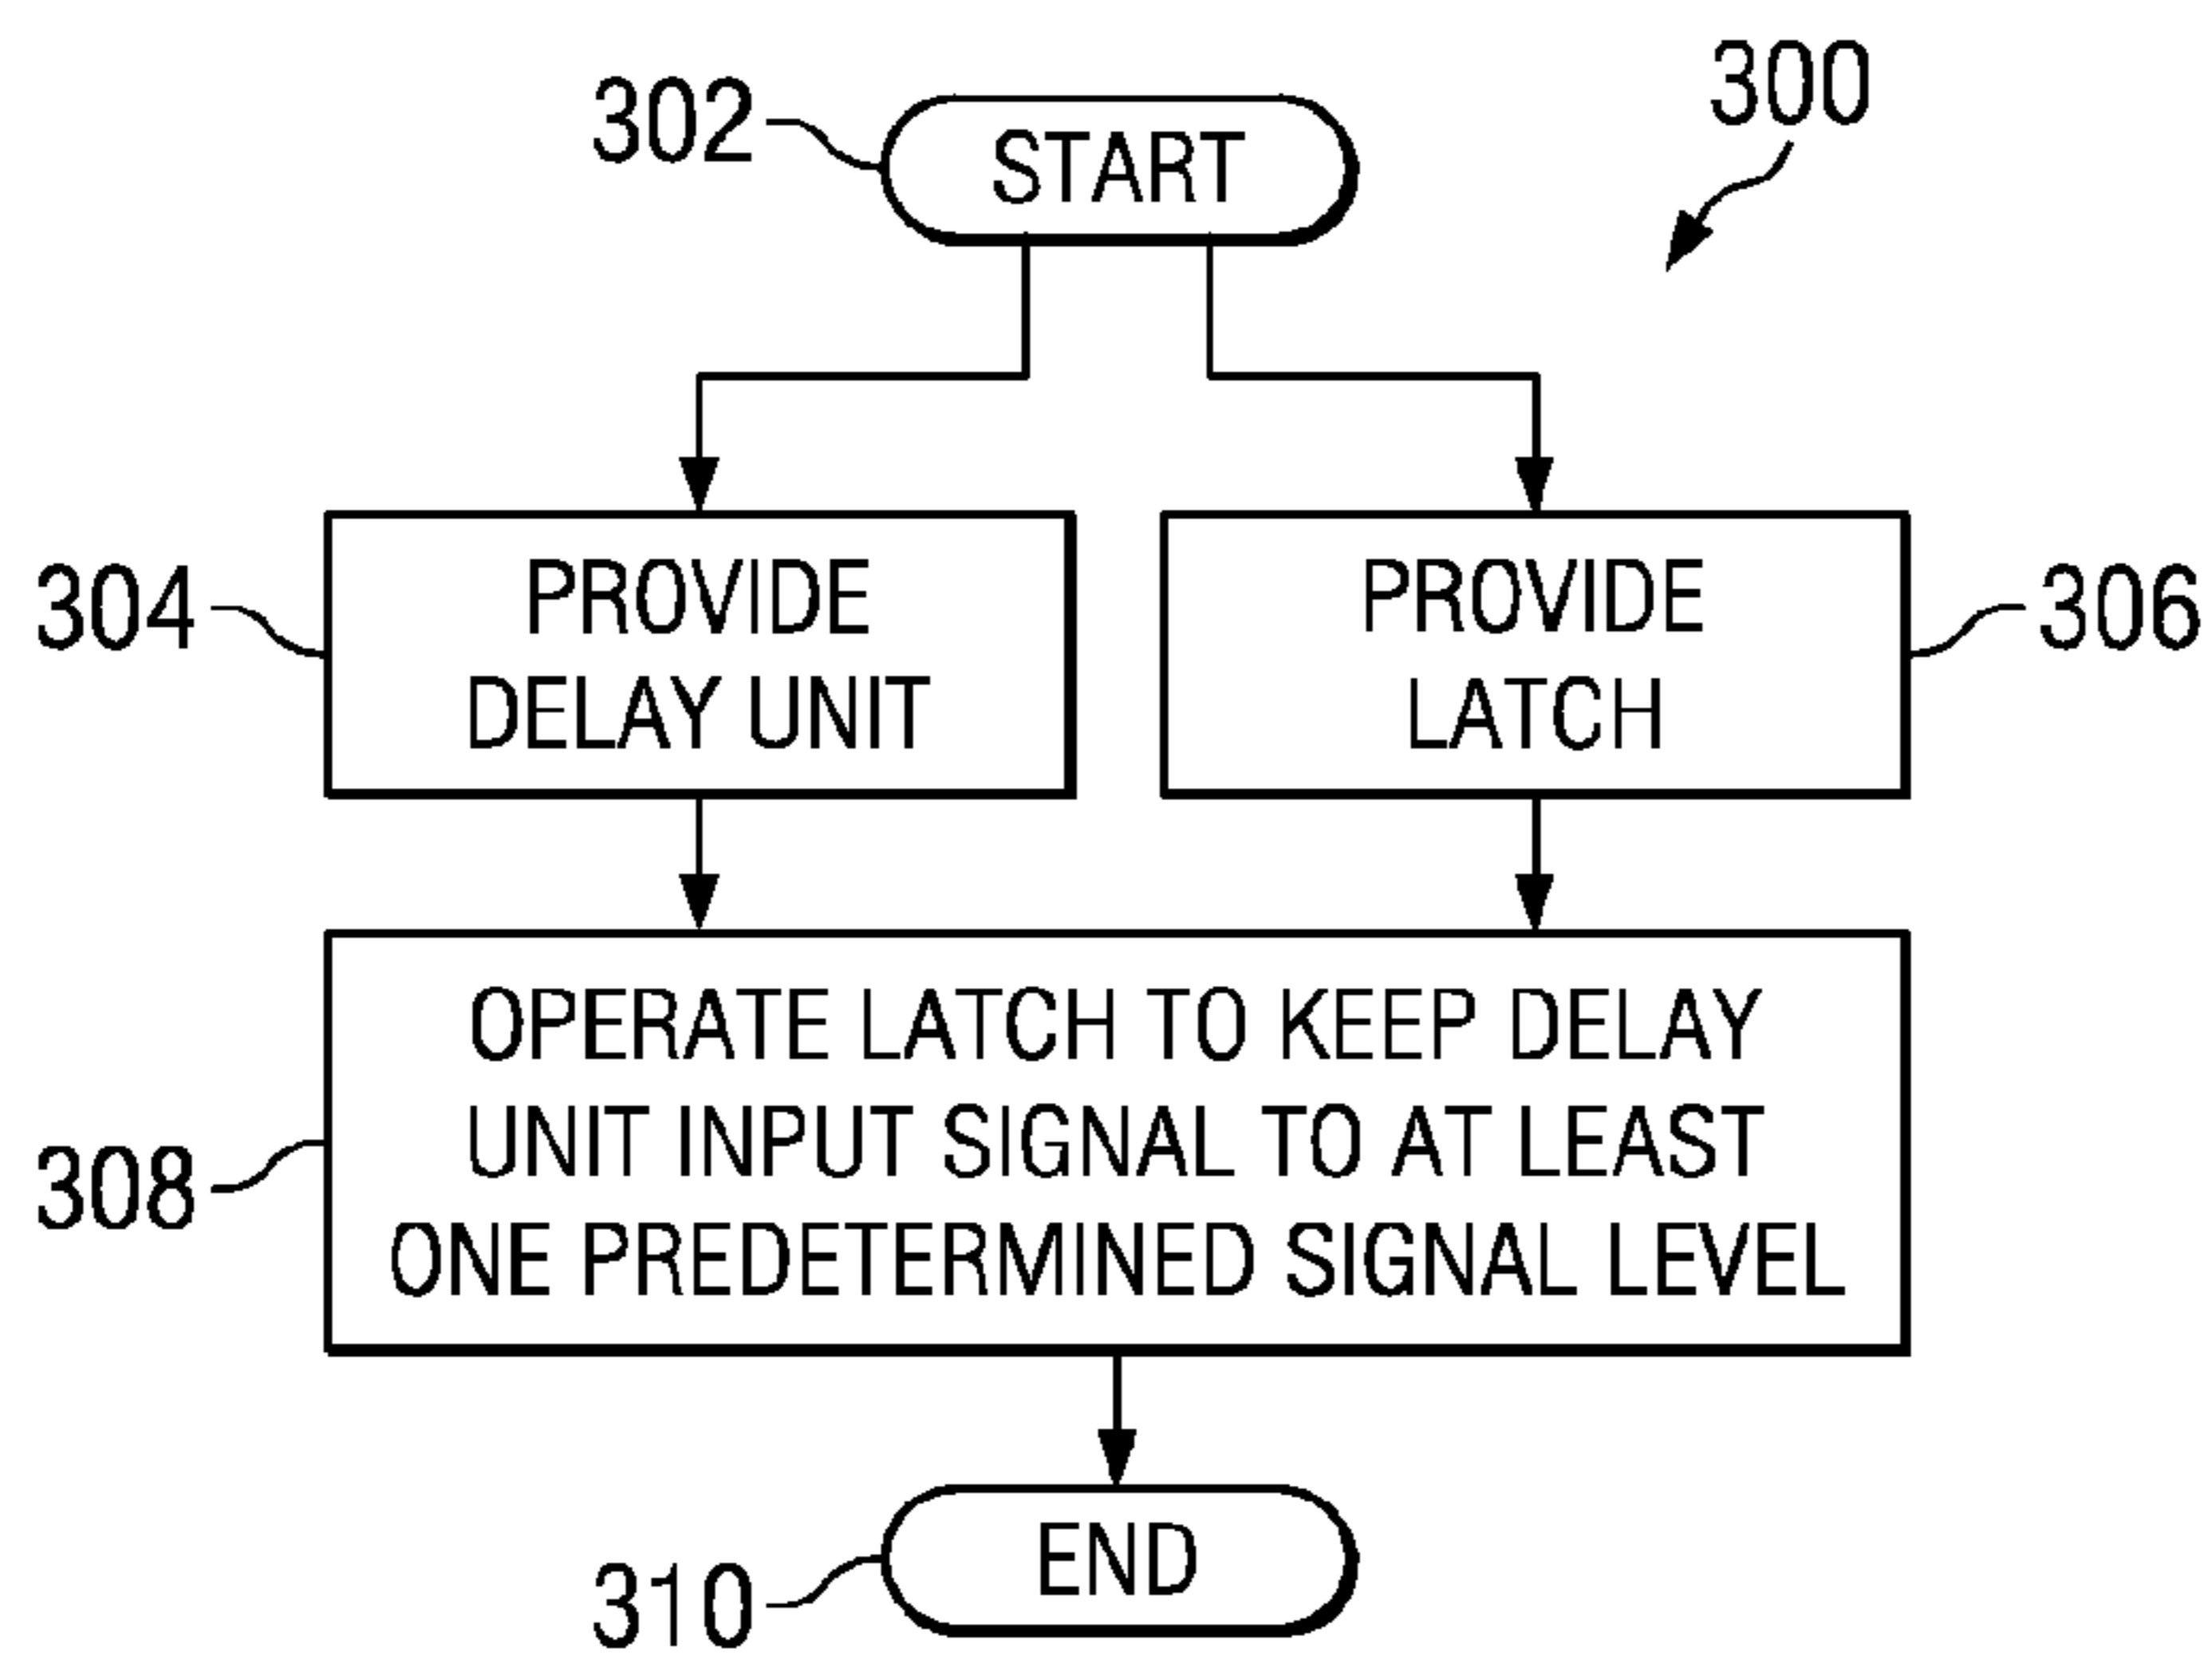 300
302
START
304
PROVIDE
DELAY UNIT
PROVIDE
LATCH
306
308
OPERATE LATCH TO KEEP DELAY
UNIT INPUT SIGNAL TO AT LEAST
ONE PREDETERMINED SIGNAL LEVEL
310
END